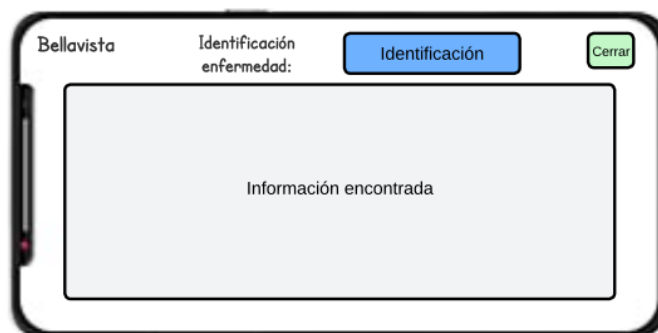 Bellavista
Identificación
enfermedad:
Identificación
Cerrar
Información encontrada